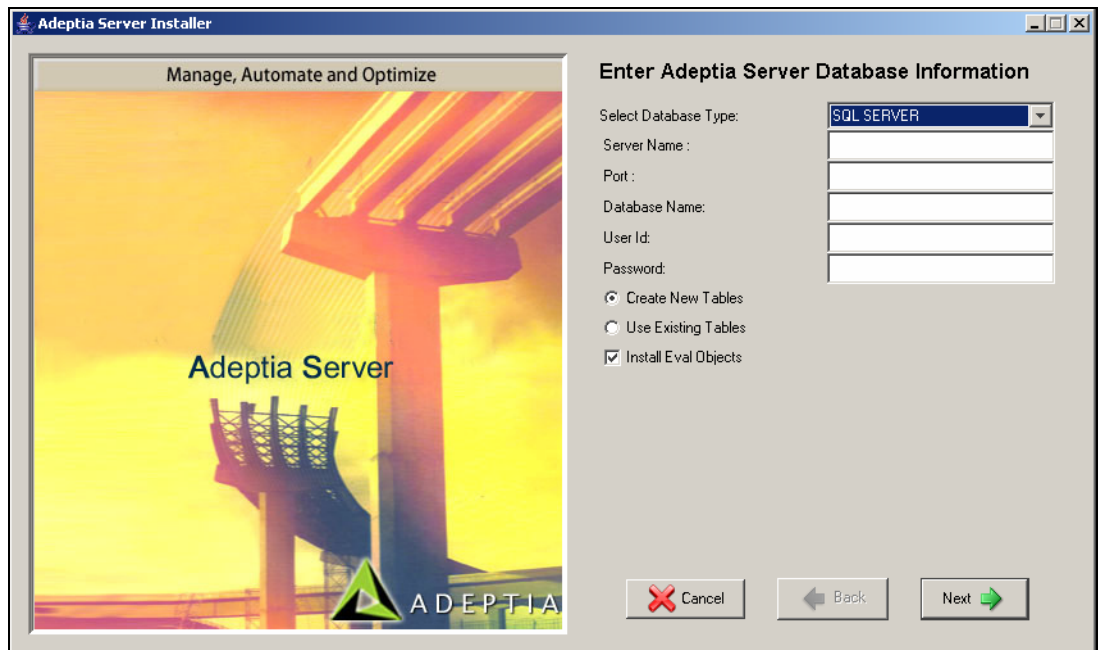 Adeptia Server Installer
Manage, Automate and Optimize
Adeptia Server
ADEPTIA
Enter Adeptia Server Database Information
Select Database Type:
SQL SERVER
Server Name :
Port :
Database Name:
User Id:
Password:
Create New Tables
Use Existing Tables
Install Eval Objects
Cancel
Back
Next